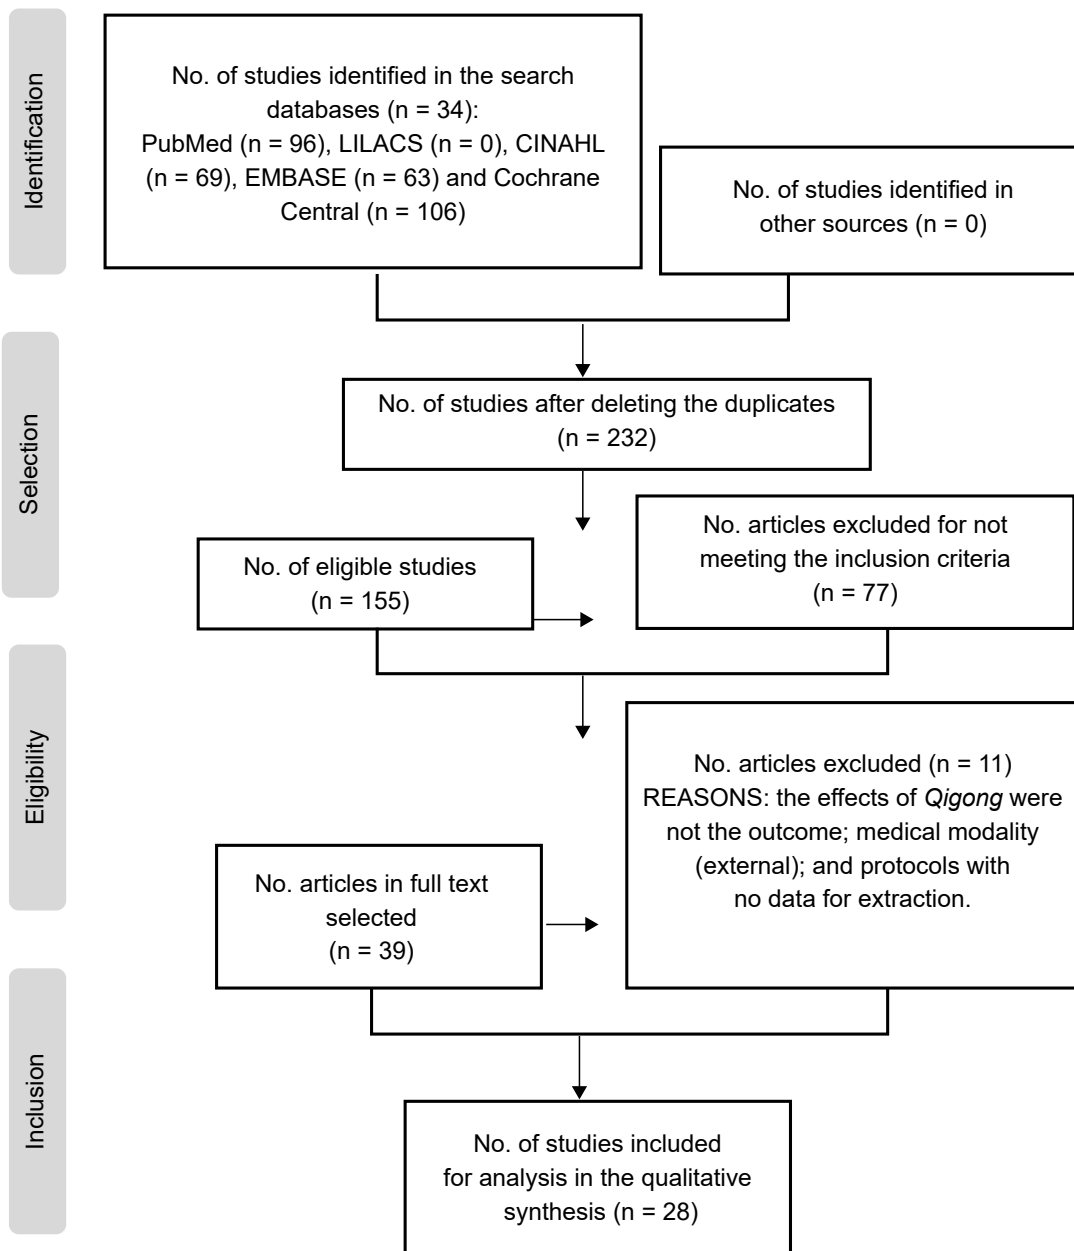 Identification
No. of studies identified in the search
databases (n = 34):
PubMed (n = 96), LILACS (n = 0), CINAHL
(n = 69), EMBASE (n = 63) and Cochrane
Central (n = 106)
No. of studies identified in
other sources (n = 0)
Selection
No. of studies after deleting the duplicates
(n = 232)
No. of eligible studies
(n = 155)
No. articles excluded for not
meeting the inclusion criteria
(n = 77)
Eligibility
No. articles in full text
selected
(n = 39)
No. articles excluded (n = 11)
REASONS: the effects of Qigong were
not the outcome; medical modality
(external); and protocols with
no data for extraction.
Inclusion
No. of studies included
for analysis in the qualitative
synthesis (n = 28)